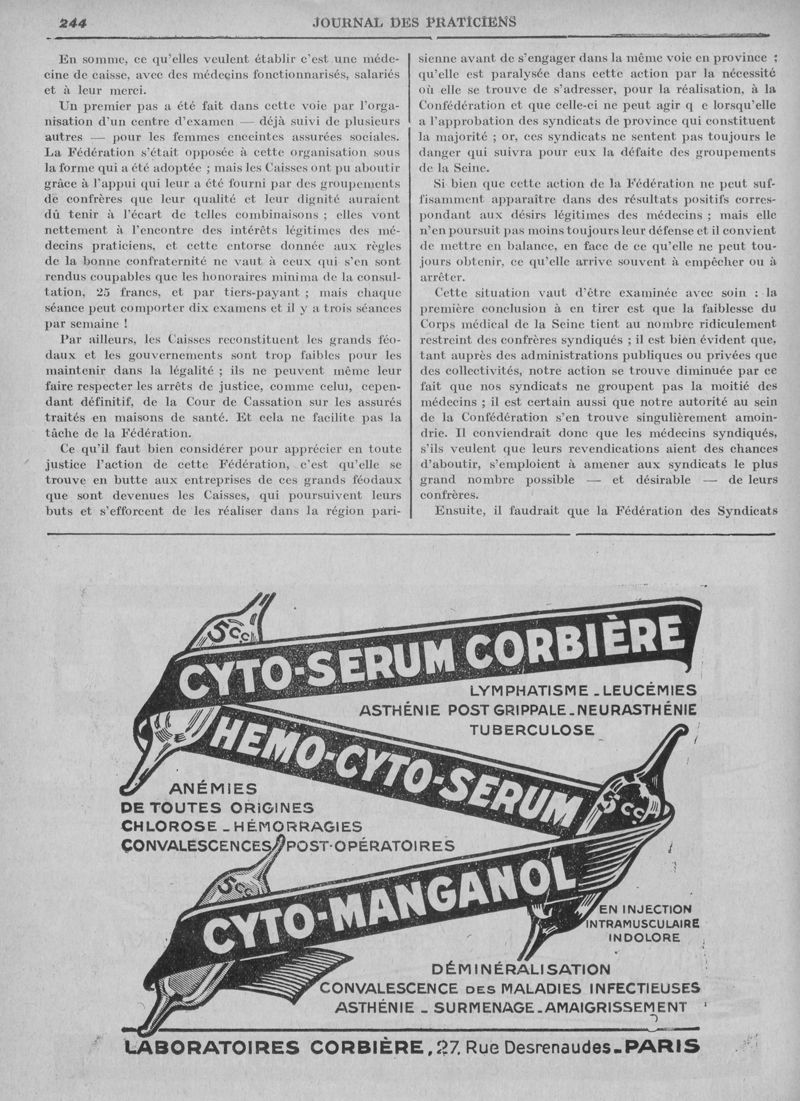 244
JOURNAL DES PRATICIENS
En somme, ce qu'elles veulent établir c'est une méde-
cine de caisse, avec des médecins fonctionnarisés, salariés
et à leur merci.
Un premier pas a été fait dans cette voie par l'orga-
nisation d'un centre d'examen — déjà suivi de plusieurs
autres — pour les femmes enceintes assurées sociales.
La Fédération s'était opposée à cette organisation sous
la forme qui a été adoptée ; mais les Caisses ont pu aboutir
grâce à l'appui qui leur a été fourni par des groupements
de confrères que leur qualité et leur dignité auraient
dû tenir à l'écart de telles combinaisons ; elles vont
nettement à l'encontre des intérêts légitimes des mé-
decins praticiens, et cette entorse donnée aux règles
de la bonne confraternité ne vaut à ceux qui s'en sont
rendus coupables que les honoraires minima de la consul-
tation, 25 francs, et par tiers-payant ; mais chaque
séance peut comporter dix examens et il y a trois séances
par semaine !
Par ailleurs, les Caisses reconstituent les grands féo-
daux et les gouvernements sont trop faibles pour les
maintenir dans la légalité ; ils ne peuvent même leur
faire respecter les arrêts de justice, comme celui, cepen-
dant définitif, de la Cour de Cassation sur les assurés
traités en maisons de santé. Et cela ne facilite pas la
tâche de la Fédération.
Ce qu'il faut bien considérer pour apprécier en toute
justice l'action de cette Fédération, c'est qu'elle se
trouve en butte aux entreprises de ces grands féodaux
que sont devenues les Caisses, qui poursuivent leurs
buts et s'efforcent de les réaliser dans la région pari-
sienne avant de s'engager dans la même voie en province ;
qu'elle est paralysée dans cette action par la nécessité
où elle se trouve de s'adresser, pour la réalisation, à la
Confédération et que celle-ci ne peut agir q e lorsqu'elle
a l'approbation des syndicats de province qui constituent
la majorité ; or, ces syndicats ne sentent pas toujours le
danger qui suivra pour eux la défaite des groupements
de la Seine.
Si bien que cette action de la Fédération ne peut suf-
fisamment apparaître dans des résultats positifs corres-
pondant aux désirs légitimes des médecins ; mais elle
n'en poursuit pas moins toujours leur défense et il convient
de mettre en balance, en face de ce qu'elle ne peut tou-
jours obtenir, ce qu'elle arrive souvent à empêcher ou à
arrêter.
Cette situation vaut d'être examinée avec soin : la
première conclusion à en tirer est que la faiblesse du
Corps médical de la Seine tient au nombre ridiculement
restreint des confrères syndiqués ; il est bien évident que,
tant auprès des administrations publiques ou privées que
des collectivités, notre action se trouve diminuée par ce
fait que nos syndicats ne groupent pas la moitié des
médecins ; il est certain aussi que notre autorité au sein
de la Confédération s'en trouve singulièrement amoin-
drie. Il conviendrait donc que les médecins syndiqués,
s'ils veulent que leurs revendications aient des chances
d'aboutir, s'emploient à amener aux syndicats le plus
grand nombre possible — et désirable — de leurs
confrères.
Ensuite, il faudrait que la Fédération des Syndicats
5cc.
CYTO-SERUM CORBIÈRE
LYMPHATISME _ LEUCÉMIES
ASTHÉNIE POST GRIPPALE _ NEURASTHÉNIE
TUBERCULOSE
HEMO-CYTO-SERUM
5cc.
ANÉMIES
DE TOUTES ORIGINES
CHLOROSE _ HÉMORRAGIES
CONVALESCENCES POST-OPÉRATOIRES
5cc.
CYTO-MANGANOL
EN INJECTION
INTRAMUSCULAIRE
INDOLORE
DÉMINÉRALISATION
CONVALESCENCE DES MALADIES INFECTIEUSES
ASTHÉNIE _ SURMENAGE _ AMAIGRISSEMENT
LABORATOIRES CORBIÈRE, 27, Rue Desrenaudes _ PARIS